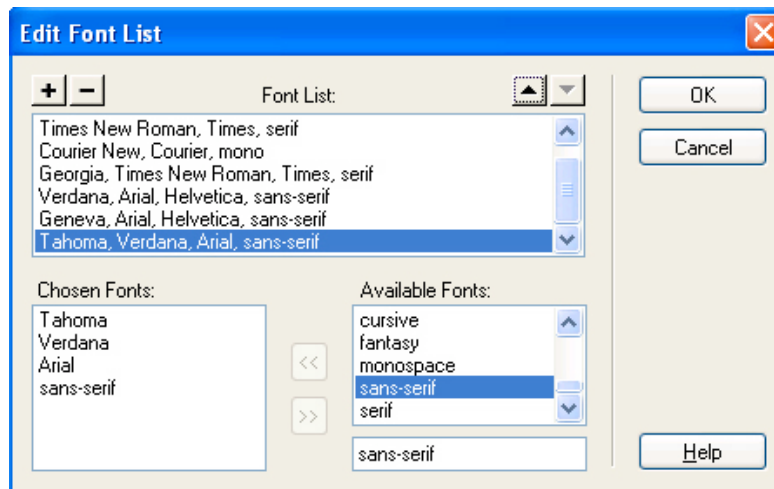 Edit Font List
+ − Font List:
Times New Roman, Times, serif
Courier New, Courier, mono
Georgia, Times New Roman, Times, serif
Verdana, Arial, Helvetica, sans-serif
Geneva, Arial, Helvetica, sans-serif
Tahoma, Verdana, Arial, sans-serif
OK
Cancel
Chosen Fonts:
Tahoma
Verdana
Arial
sans-serif
<<
>>
Available Fonts:
cursive
fantasy
monospace
sans-serif
serif
sans-serif
Help